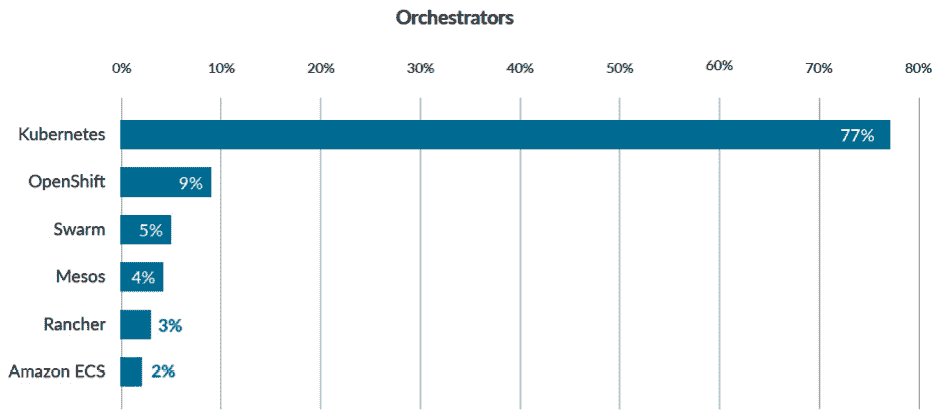 Orchestrators
0% 10% 20% 30% 40% 50% 60% 70% 80%
Kubernetes 77%
OpenShift 9%
Swarm 5%
Mesos 4%
Rancher 3%
Amazon ECS 2%